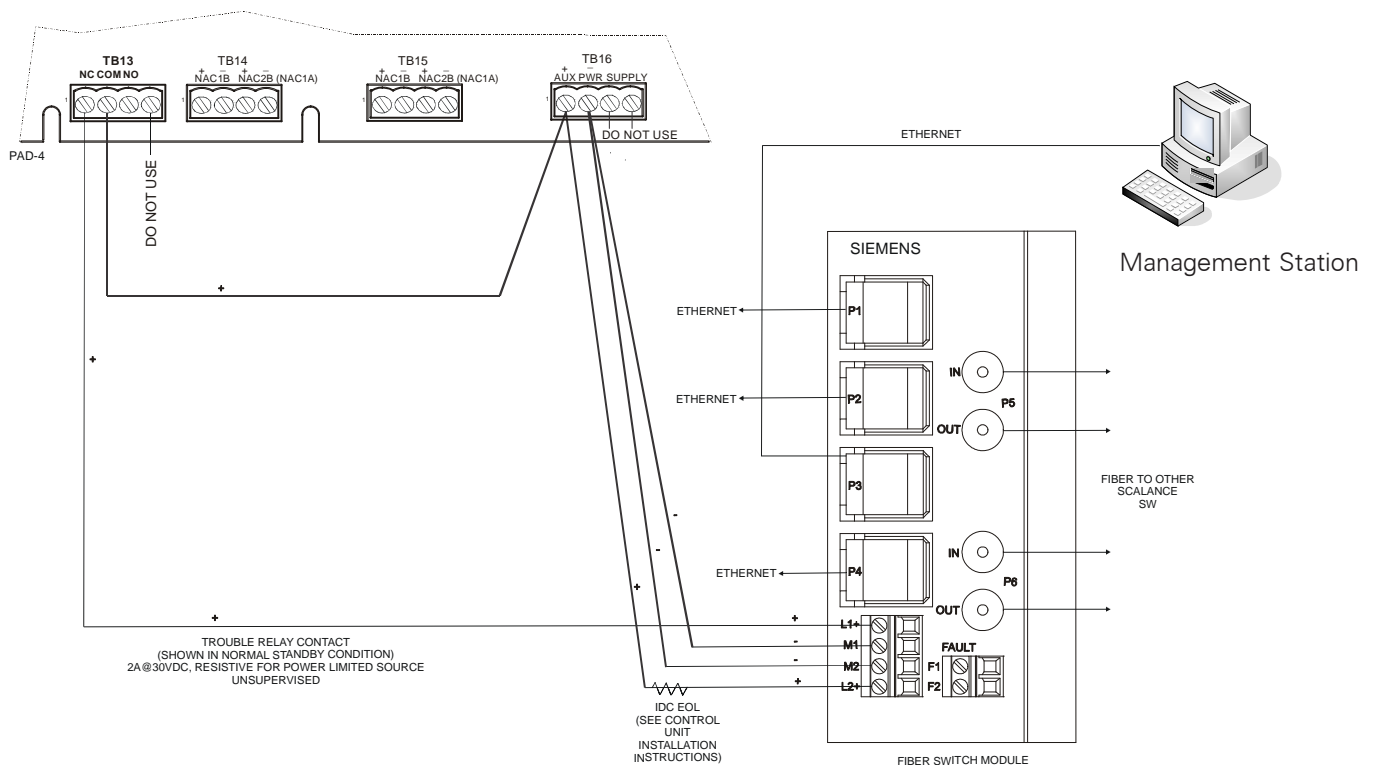 TB13
NC COM NO
1
TB14
+ – + –
NAC1B NAC2B (NAC1A)
1
TB15
+ – + –
NAC1B NAC2B (NAC1A)
1
TB16
+ –
AUX PWR SUPPLY
1
DO NOT USE
PAD-4
DO NOT USE
ETHERNET
Management Station
SIEMENS
+
+
ETHERNET
P1
ETHERNET
P2
IN
P5
OUT
P3
FIBER TO OTHER
SCALANCE
SW
-
-
IN
ETHERNET
P4
P6
+
OUT
+
+
L1+
TROUBLE RELAY CONTACT
(SHOWN IN NORMAL STANDBY CONDITION)
2A@30VDC, RESISTIVE FOR POWER LIMITED SOURCE
UNSUPERVISED
-
M1
FAULT
-
M2
F1
+
L2+
F2
IDC EOL
(SEE CONTROL
UNIT
INSTALLATION
INSTRUCTIONS)
FIBER SWITCH MODULE